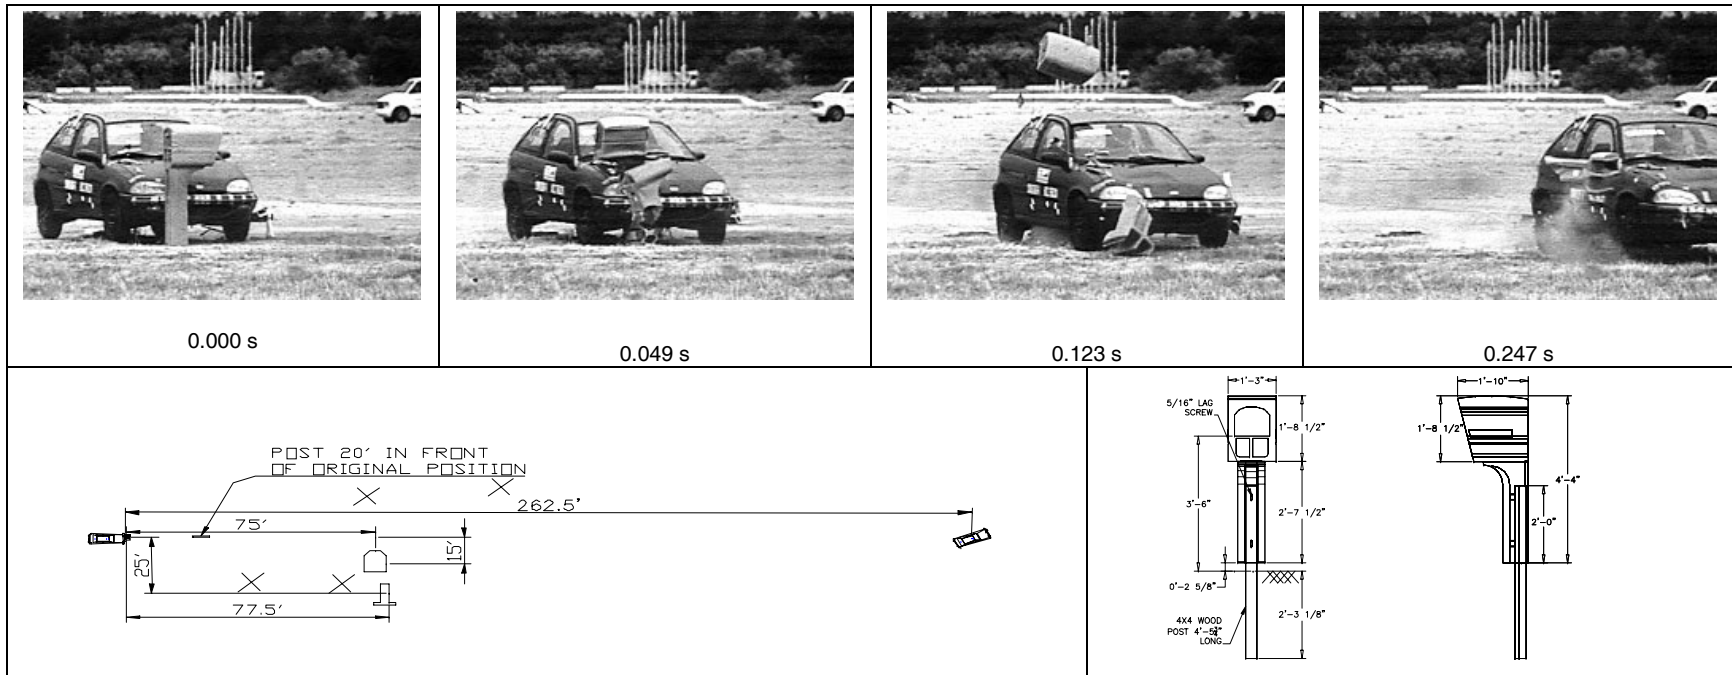 0.000 s
0.049 s
0.123 s
0.247 s
POST 20' IN FRONT
OF ORIGINAL POSITION
262.5'
75'
15'
25'
77.5'
1'-3"
5/16" LAG
SCREW
1'-8 1/2"
3'-6"
2'-7 1/2"
0'-2 5/8"
2'-3 1/8"
4X4 WOOD
LONG
1'-10"
1'-8 1/2"
4'-4"
2'-0"